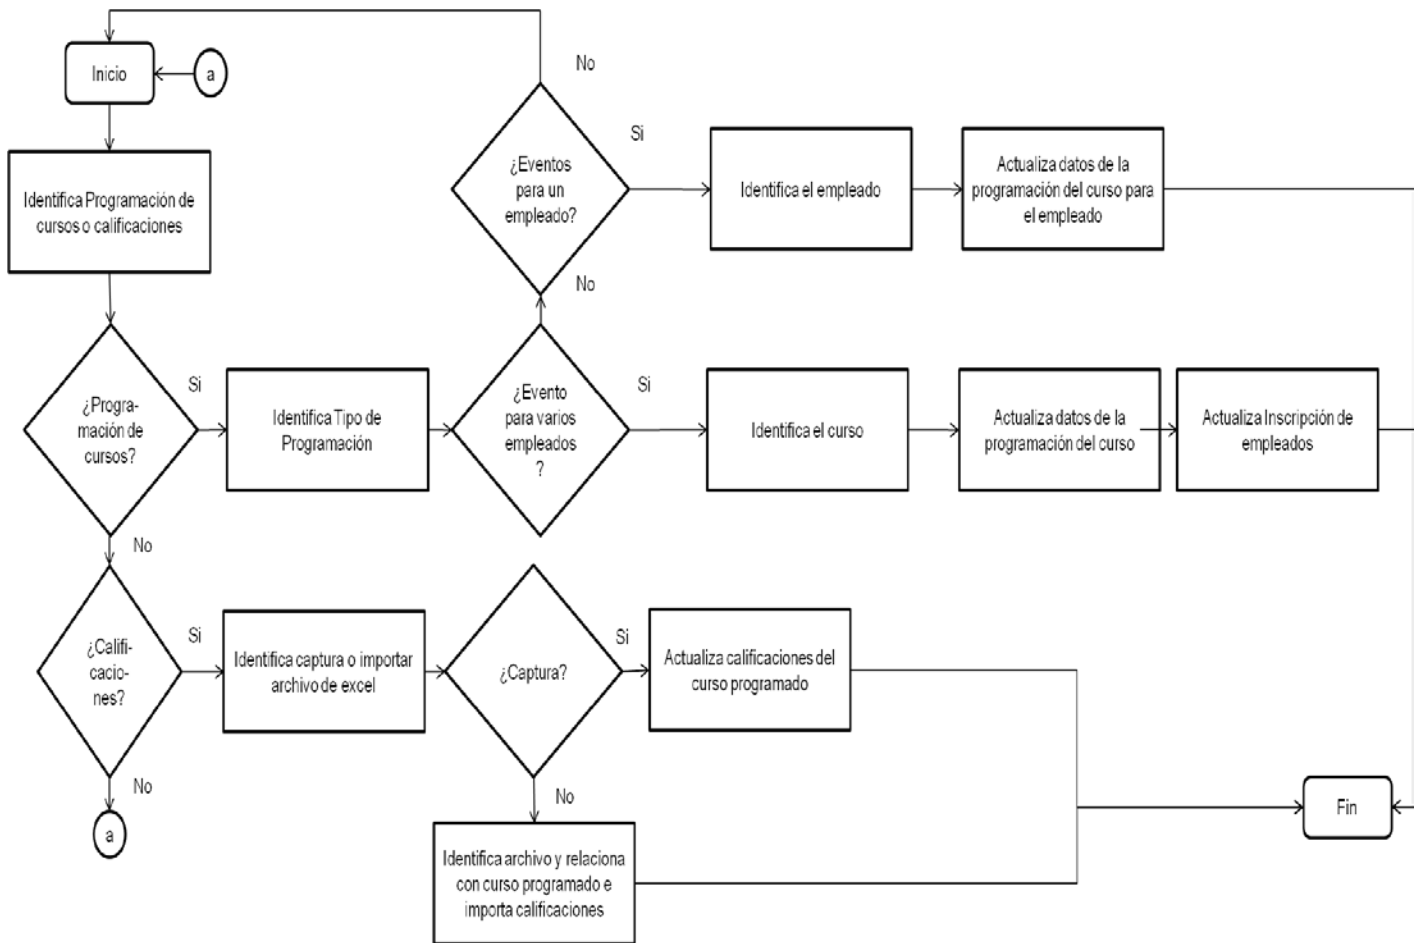 Inicio
a
Identifica Programación de
cursos o calificaciones
No
¿Eventos
para un
empleado?
Si
Identifica el empleado
Actualiza datos de la
programación del curso para
el empleado
No
¿Progra-
mación de
cursos?
Si
Identifica Tipo de
Programación
¿Evento
para varios
empleados
?
Si
Identifica el curso
Actualiza datos de la
programación del curso
Actualiza Inscripción de
empleados
No
¿Califi-
cacio-
nes?
Si
Identifica captura o importar
archivo de excel
¿Captura?
Si
Actualiza calificaciones del
curso programado
No
a
No
Identifica archivo y relaciona
con curso programado e
importa calificaciones
Fin